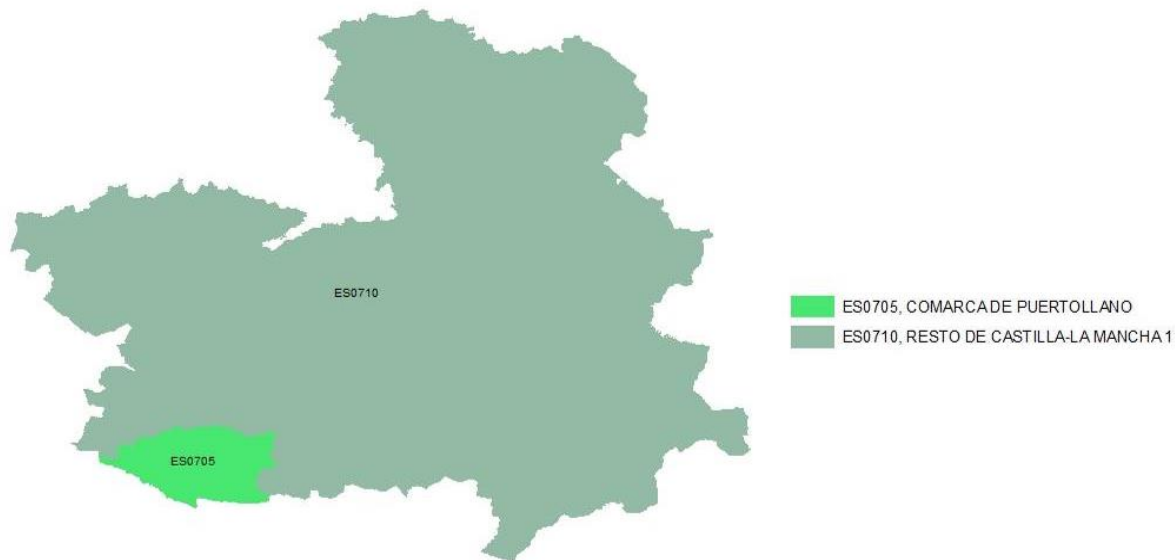 ES0710
ES0705, COMARCA DE PUERTOLLANO
ES0710, RESTO DE CASTILLA-LA MANCHA 1
ES0705